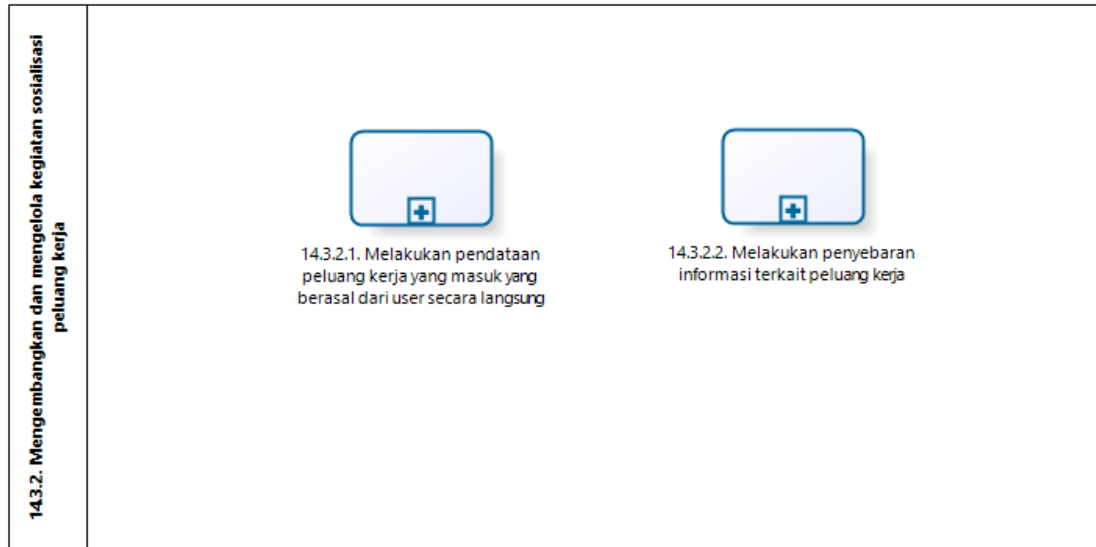 14.3.2. Mengembangkan dan mengelola kegiatan sosialisasi
peluang kerja
14.3.2.1. Melakukan pendataan
peluang kerja yang masuk yang
berasal dari user secara langsung
14.3.2.2. Melakukan penyebaran
informasi terkait peluang kerja